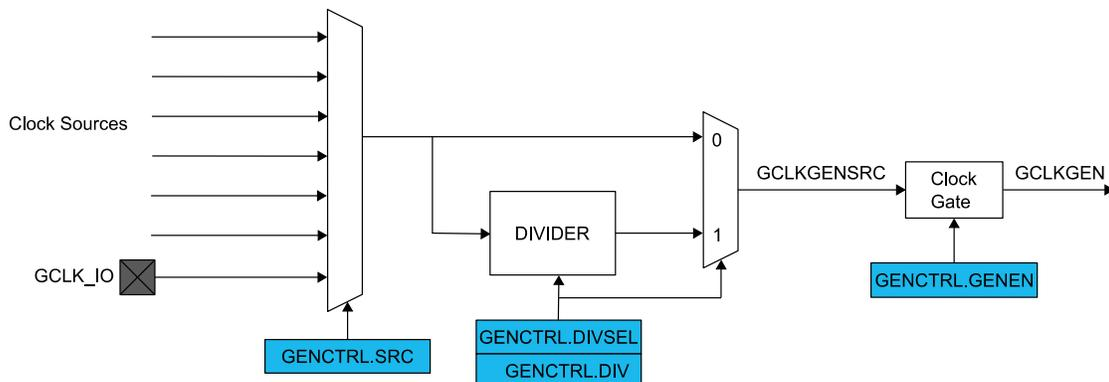 Clock Sources
GCLK_IO
GENCTRL.SRC
DIVIDER
GENCTRL.DIVSEL
GENCTRL.DIV
0
1
GCLKGENSRC
Clock
Gate
GCLKGEN
GENCTRL.GENEN